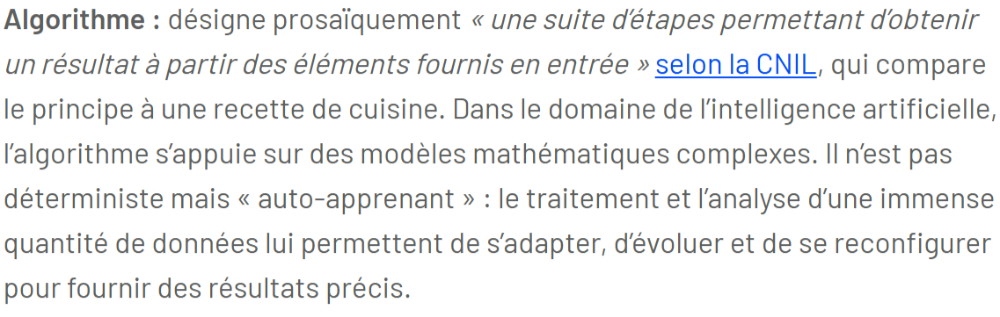 Algorithme : désigne prosaïquement « une suite d’étapes permettant d’obtenir
un résultat à partir des éléments fournis en entrée » selon la CNIL, qui compare
le principe à une recette de cuisine. Dans le domaine de l’intelligence artificielle,
l’algorithme s’appuie sur des modèles mathématiques complexes. Il n’est pas
déterministe mais « auto-apprenant » : le traitement et l’analyse d’une immense
quantité de données lui permettent de s’adapter, d’évoluer et de se reconfigurer
pour fournir des résultats précis.